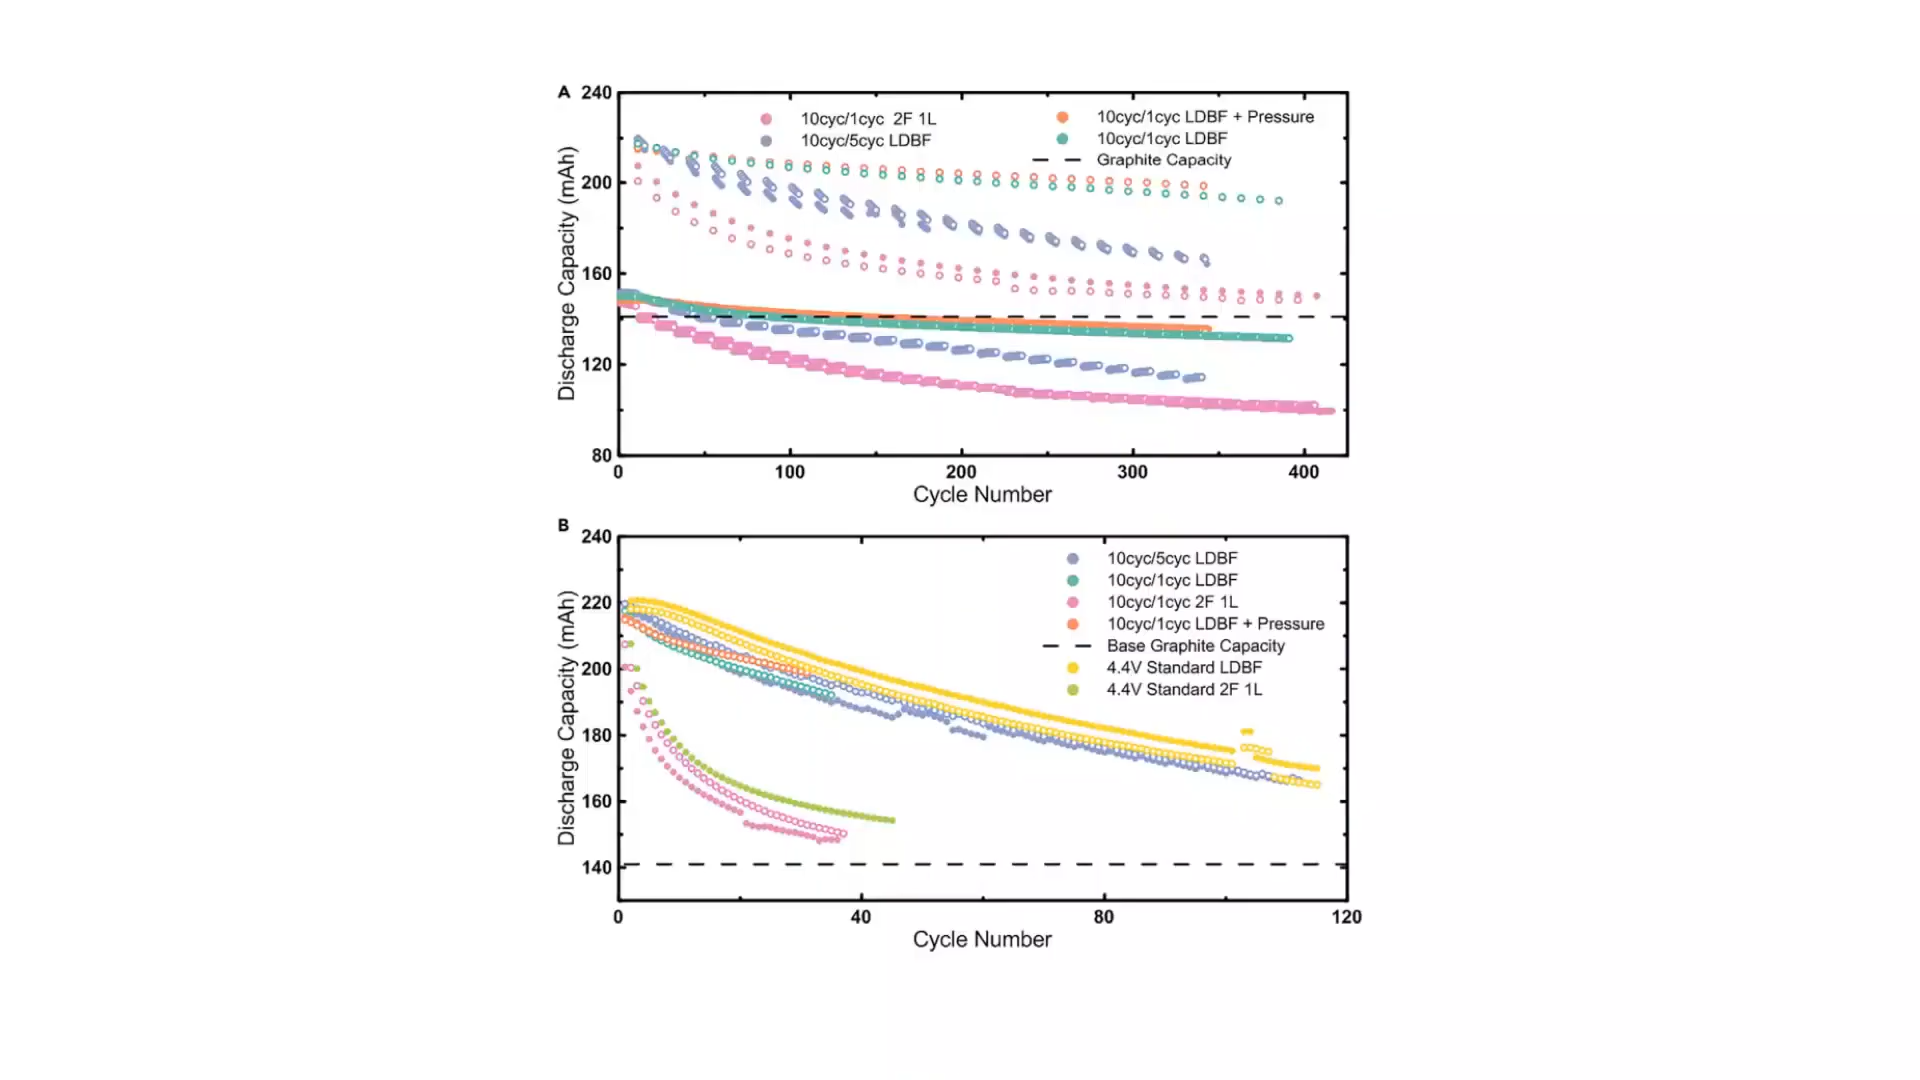 A
240
10cyc/1cyc 2F 1L
10cyc/5cyc LDBF
10cyc/1cyc LDBF + Pressure
10cyc/1cyc LDBF
Graphite Capacity
200
160
120
80
Discharge Capacity (mAh)
0 100 200 300 400
Cycle Number
B
240
10cyc/5cyc LDBF
10cyc/1cyc LDBF
10cyc/1cyc 2F 1L
10cyc/1cyc LDBF + Pressure
Base Graphite Capacity
4.4V Standard LDBF
4.4V Standard 2F 1L
220
200
180
160
140
Discharge Capacity (mAh)
0 40 80 120
Cycle Number